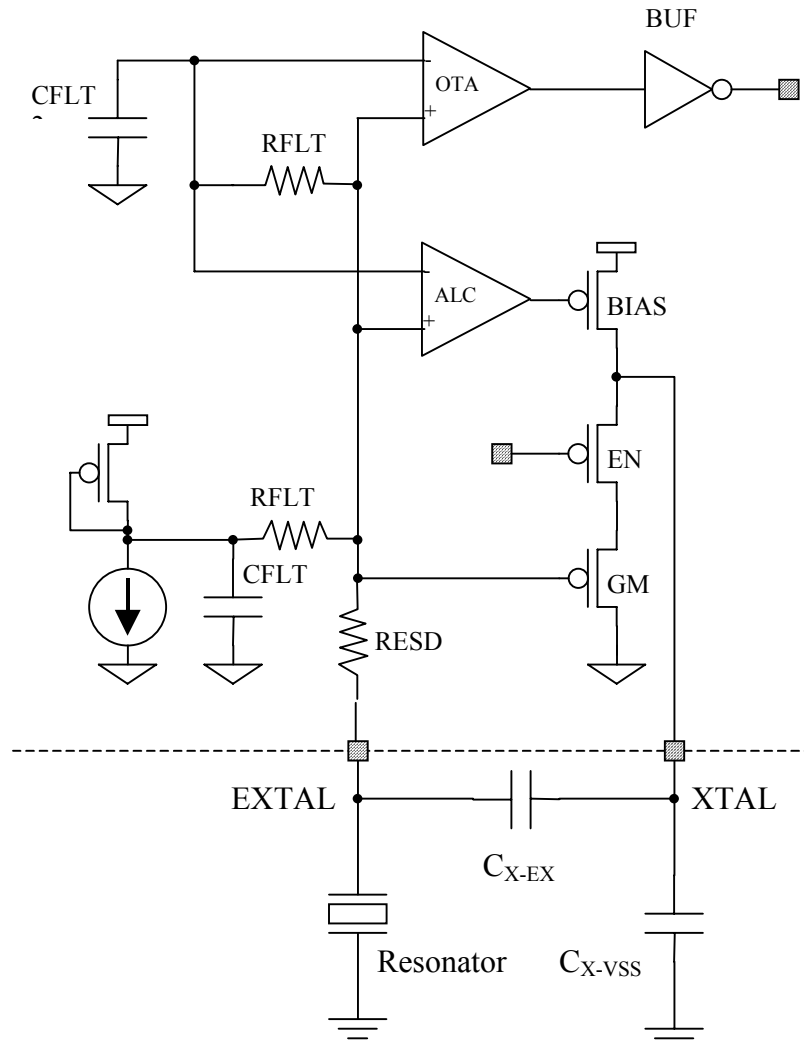 BUF
CFLT
-
OTA
+
RFLT
-
ALC
+
BIAS
EN
RFLT
CFLT
GM
RESD
EXTAL
XTAL
CX-EX
Resonator
CX-VSS